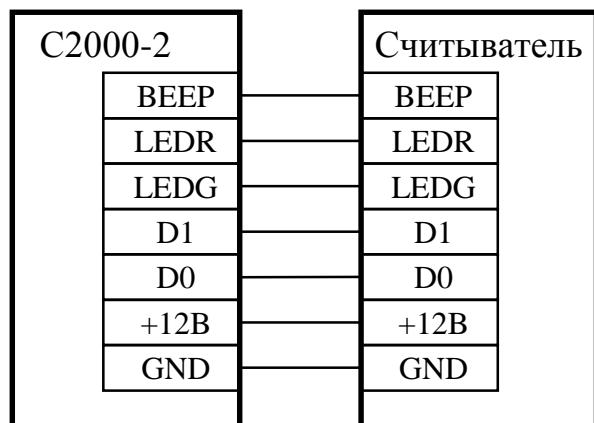 С2000-2 Считыватель
BEEP BEEP
LEDR LEDR
LEDG LEDG
D1 D1
D0 D0
+12В +12В
GND GND